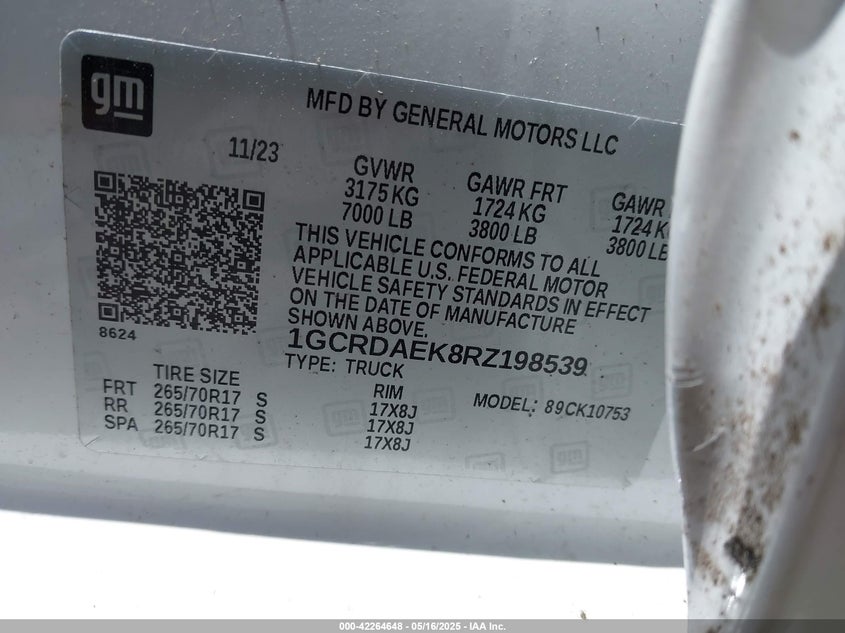 gm
MFD BY GENERAL MOTORS LLC
11/23
GVWR
3175 KG
7000 LB
GAWR FRT
1724 KG
3800 LB
GAWR
1724 K
3800 LB
THIS VEHICLE CONFORMS TO ALL
APPLICABLE U.S. FEDERAL MOTOR
VEHICLE SAFETY STANDARDS IN EFFECT
ON THE DATE OF MANUFACTURE
SHOWN ABOVE.
8624
1GCRDAEK8RZ198539
TYPE: TRUCK
TIRE SIZE
RIM
MODEL: 89CK10753
FRT 265/70R17 S 17X8J
RR 265/70R17 S 17X8J
SPA 265/70R17 S 17X8J
000-42264648 - 05/16/2025 - IAA Inc.